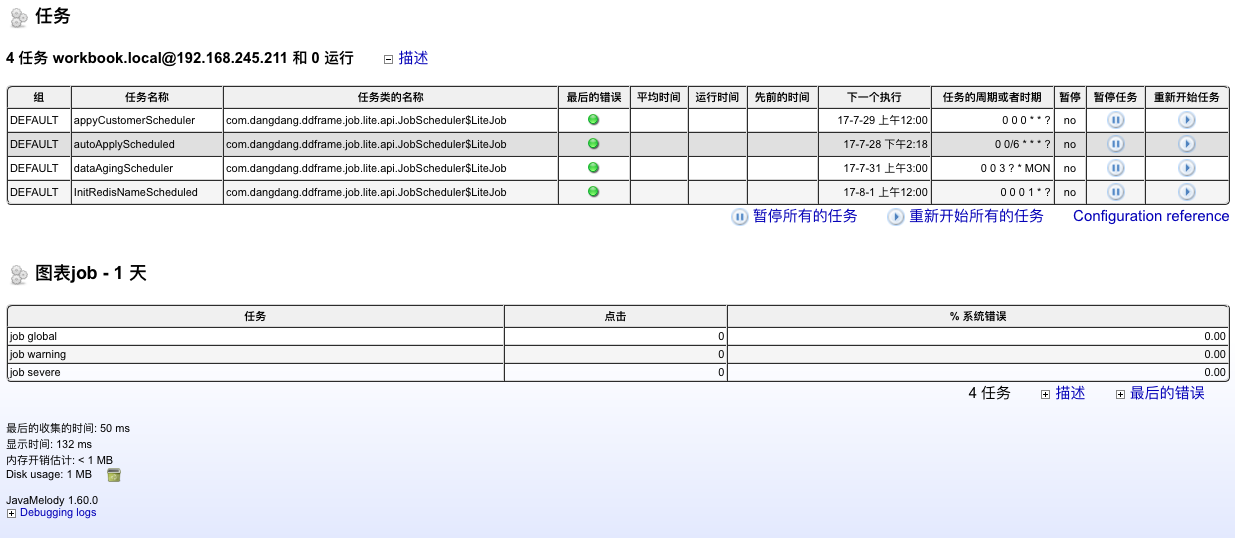 任务
4 任务 workbook.local@192.168.245.211 和 0 运行 描述
组 任务名称 任务类的名称 最后的错误 平均时间 运行时间 先前的时间 下一个执行 任务的周期或者时期 暂停 暂停任务 重新开始任务
DEFAULT appyCustomerScheduler com.dangdang.ddframe.job.lite.api.JobScheduler$LiteJob 17-7-29 上午12:00 0 0 0 * * ? no
DEFAULT autoApplyScheduled com.dangdang.ddframe.job.lite.api.JobScheduler$LiteJob 17-7-28 下午2:18 0 0/6 * * * ? no
DEFAULT dataAgingScheduler com.dangdang.ddframe.job.lite.api.JobScheduler$LiteJob 17-7-31 上午3:00 0 0 3 ? * MON no
DEFAULT InitRedisNameScheduled com.dangdang.ddframe.job.lite.api.JobScheduler$LiteJob 17-8-1 上午12:00 0 0 0 1 * ? no
暂停所有的任务 重新开始所有的任务 Configuration reference
图表job - 1 天
任务 点击 % 系统错误
job global 0 0.00
job warning 0 0.00
job severe 0 0.00
4 任务 描述 最后的错误
最后的收集的时间: 50 ms
显示时间: 132 ms
内存开销估计: < 1 MB
Disk usage: 1 MB
JavaMelody 1.60.0
Debugging logs